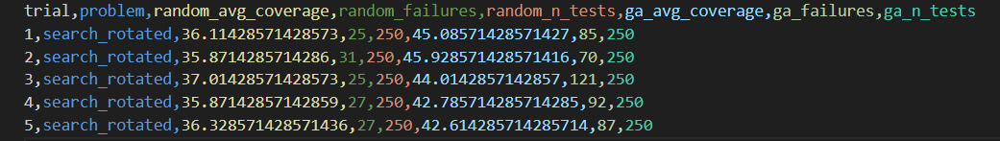 trial,problem,random_avg_coverage,random_failures,random_n_tests,ga_avg_coverage,ga_failures,ga_n_tests
1,search_rotated,36.11428571428573,25,250,45.08571428571427,85,250
2,search_rotated,35.8714285714286,31,250,45.928571428571416,70,250
3,search_rotated,37.01428571428573,25,250,44.0142857142857,121,250
4,search_rotated,35.87142857142859,27,250,42.785714285714285,92,250
5,search_rotated,36.328571428571436,27,250,42.614285714285714,87,250